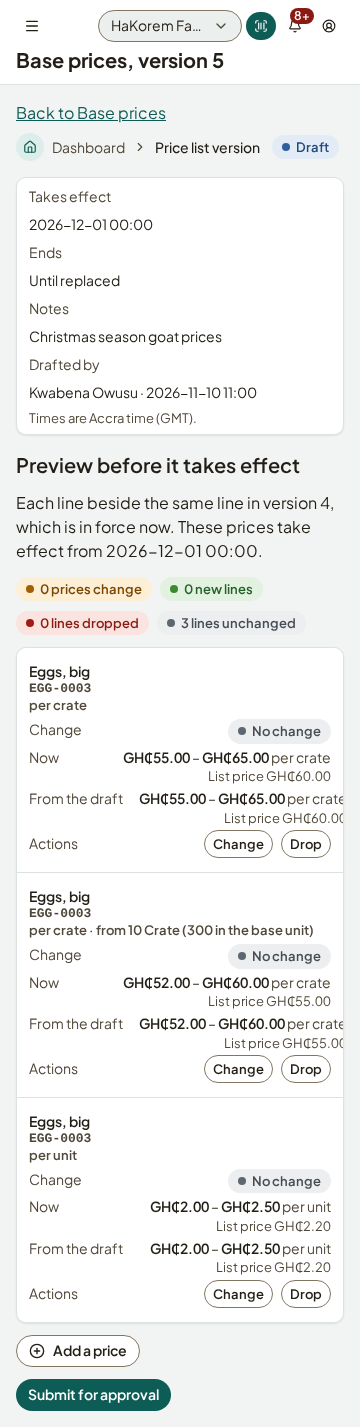 HaKorem Fa...
8+
Base prices, version 5
Back to Base prices
Dashboard > Price list version Draft
Takes effect
2026-12-01 00:00
Ends
Until replaced
Notes
Christmas season goat prices
Drafted by
Kwabena Owusu · 2026-11-10 11:00
Times are Accra time (GMT).
Preview before it takes effect
Each line beside the same line in version 4,
which is in force now. These prices take
effect from 2026-12-01 00:00.
0 prices change 0 new lines
0 lines dropped 3 lines unchanged
Eggs, big
EGG-0003
per crate
Change No change
Now GH₵55.00 – GH₵65.00 per crate
List price GH₵60.00
From the draft GH₵55.00 – GH₵65.00 per crate
List price GH₵60.00
Actions Change Drop
Eggs, big
EGG-0003
per crate · from 10 Crate (300 in the base unit)
Change No change
Now GH₵52.00 – GH₵60.00 per crate
List price GH₵55.00
From the draft GH₵52.00 – GH₵60.00 per crate
List price GH₵55.00
Actions Change Drop
Eggs, big
EGG-0003
per unit
Change No change
Now GH₵2.00 – GH₵2.50 per unit
List price GH₵2.20
From the draft GH₵2.00 – GH₵2.50 per unit
List price GH₵2.20
Actions Change Drop
Add a price
Submit for approval